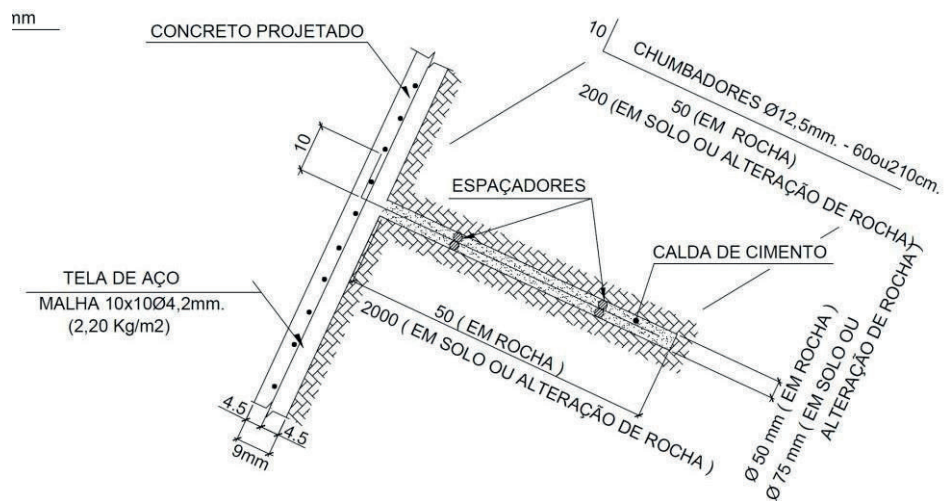 nm
CONCRETO PROJETADO
10
CHUMBADORES Ø12,5mm. - 60ou210cm.
50 (EM ROCHA)
200 (EM SOLO OU ALTERAÇÃO DE ROCHA)
10
ESPAÇADORES
CALDA DE CIMENTO
TELA DE AÇO
MALHA 10x10Ø4,2mm.
(2,20 Kg/m2)
50 ( EM ROCHA )
2000 ( EM SOLO OU ALTERAÇÃO DE ROCHA )
Ø 50 mm ( EM ROCHA )
Ø 75 mm ( EM SOLO OU
ALTERAÇÃO DE ROCHA )
4.5
4.5
9mm